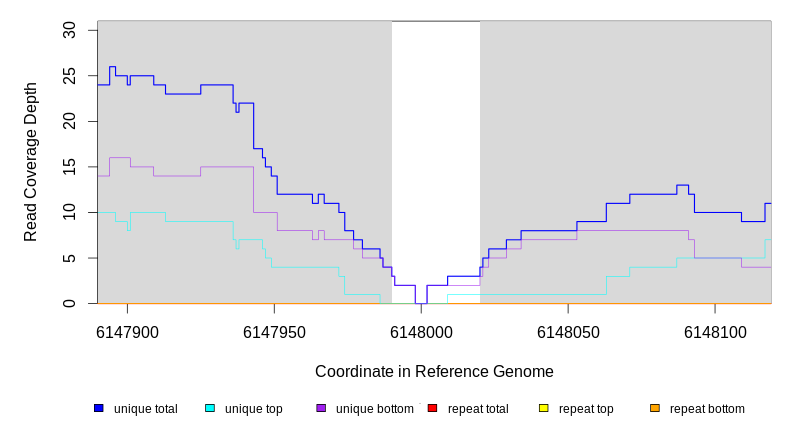 30
25
20
15
10
5
0
Read Coverage Depth
6147900 6147950 6148000 6148050 6148100
Coordinate in Reference Genome
unique total unique top unique bottom repeat total repeat top repeat bottom